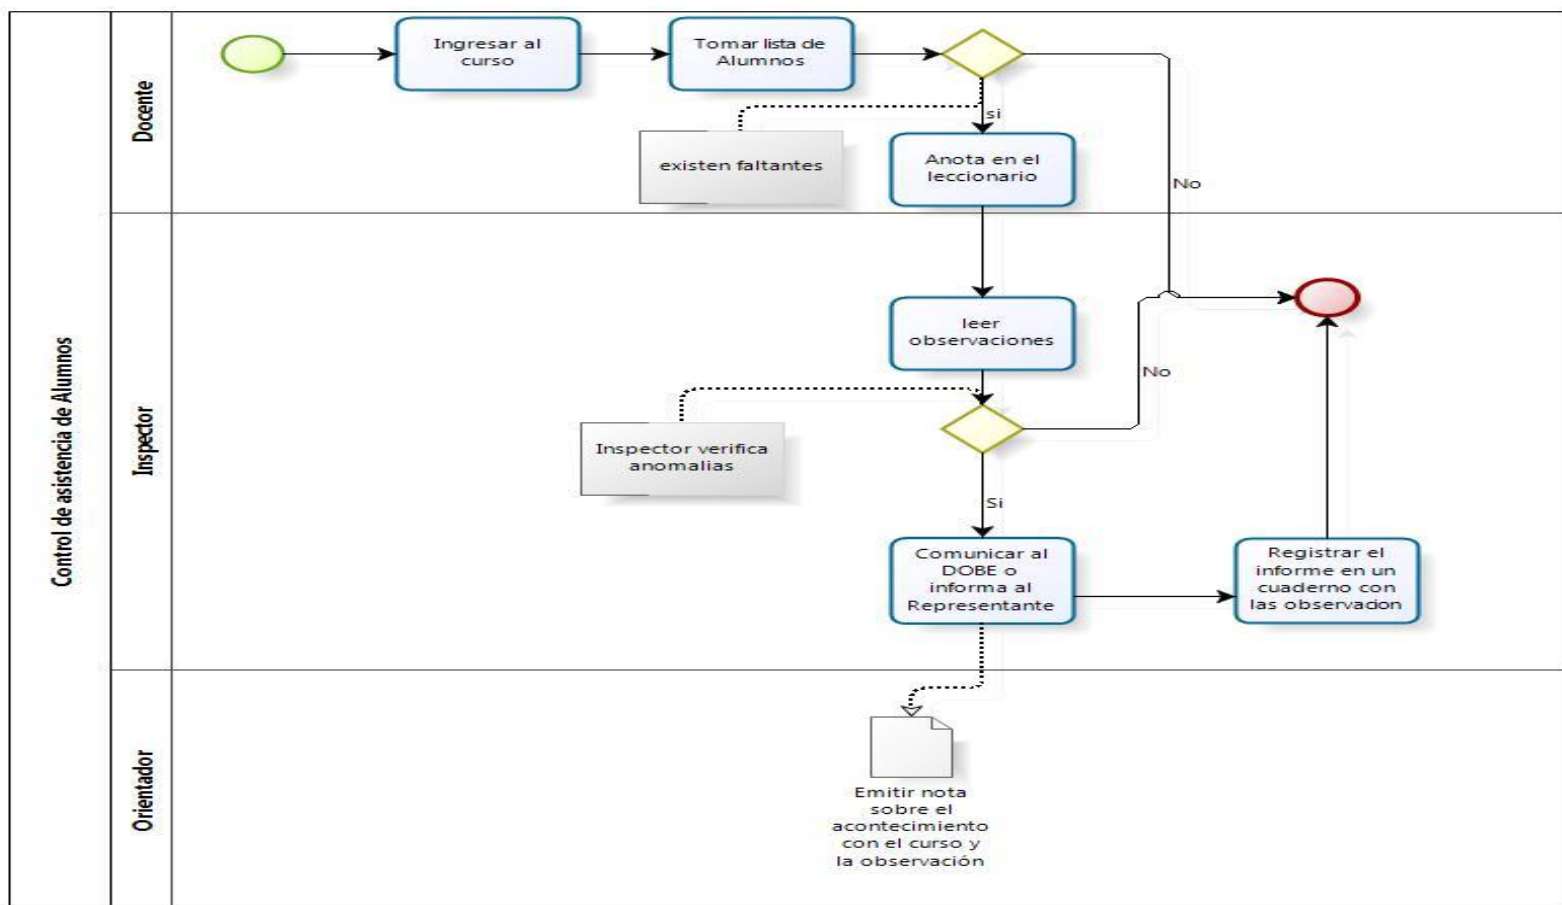 Control de asistencia de Alumnos
Docente
Ingresar al
curso
Tomar lista de
Alumnos
si
existen faltantes
Anota en el
leccionario
No
Inspector
leer
observaciones
No
Inspector verifica
anomalias
Si
Comunicar al
DOBE o
informa al
Representante
Registrar el
informe en un
cuaderno con
las observadon
Orientador
Emitir nota
sobre el
acontecimiento
con el curso y
la observación